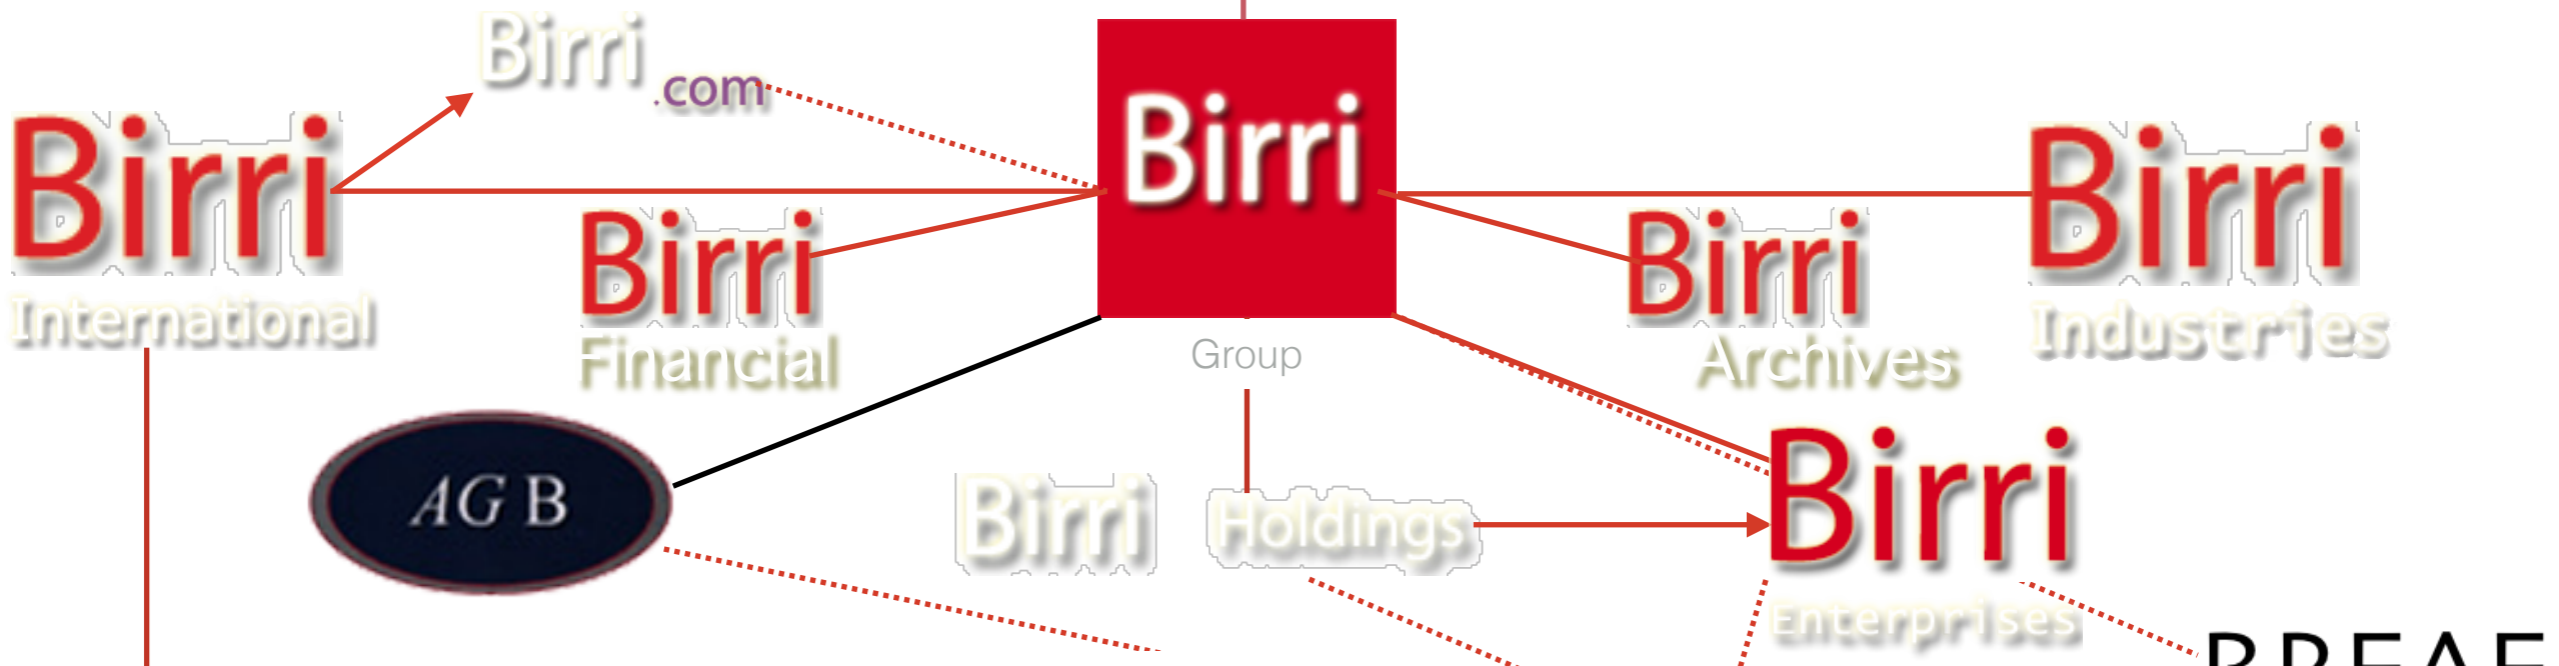 Birri
.com
Birri
International
Birri
Financial
Birri
Group
Birri
Archives
Birri
Industries
AG B
Birri Holdings
Birri
Enterprises